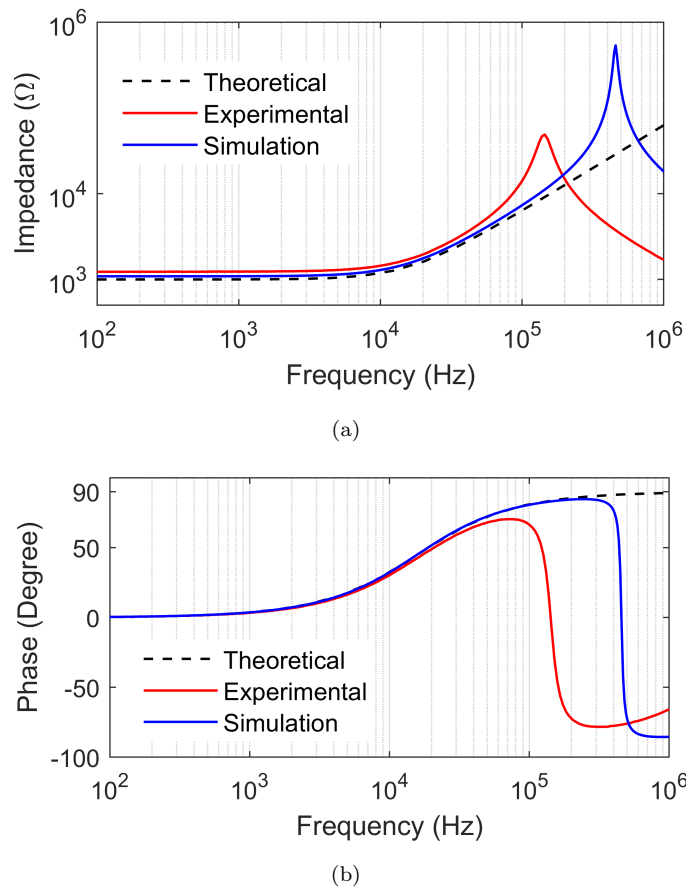 10^6
10^4
10^3
Impedance (Ω)
Theoretical
Experimental
Simulation
10^2 10^3 10^4 10^5 10^6
Frequency (Hz)
(a)
90
50
0
-50
-100
Phase (Degree)
Theoretical
Experimental
Simulation
10^2 10^3 10^4 10^5 10^6
Frequency (Hz)
(b)